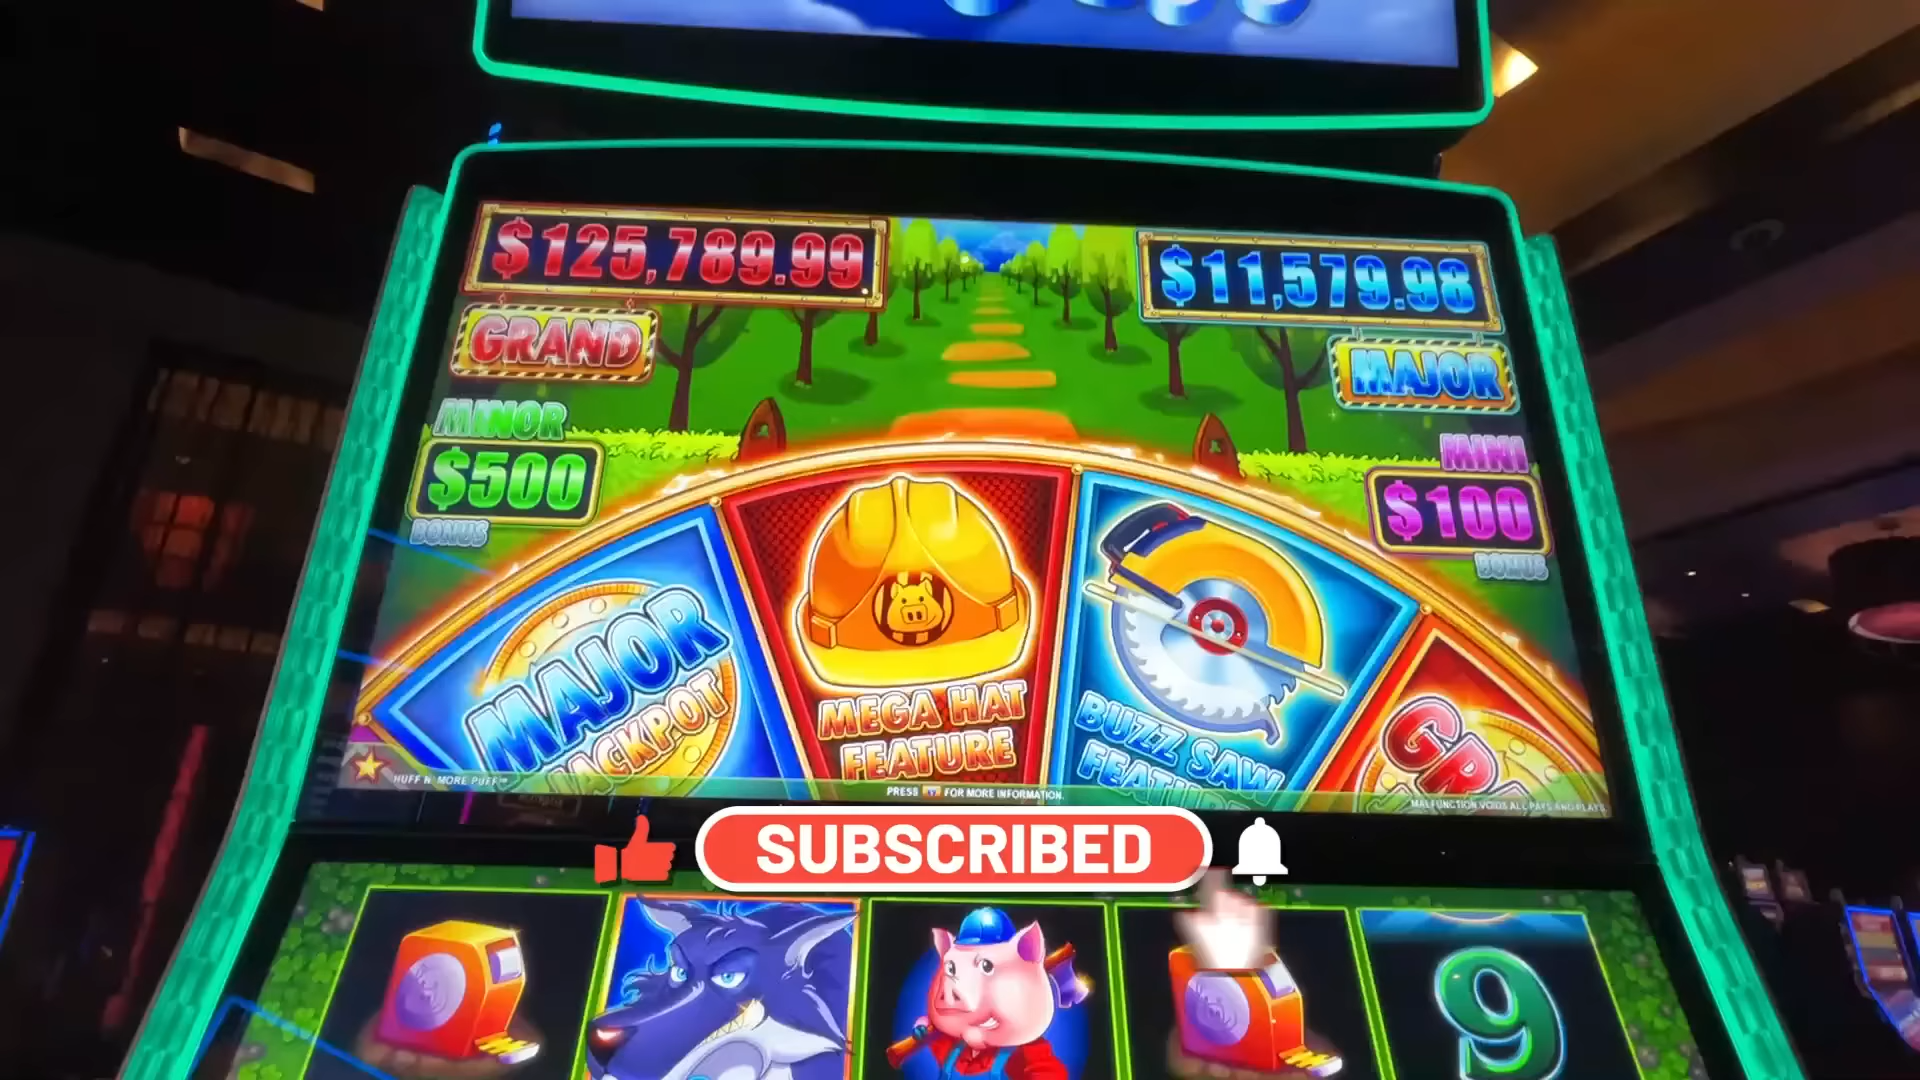 $125,789.99
$11,579.98
GRAND
MAJOR
MINOR
$500
BONUS
MINI
$100
BONUS
MAJOR
JACKPOT
MEGA HAT
FEATURE
BUZZ SAW
FEATURE
HUFF N' MORE PUFF™
PRESS FOR MORE INFORMATION.
MALFUNCTION VOIDS ALL PAYS AND PLAYS
SUBSCRIBED
9